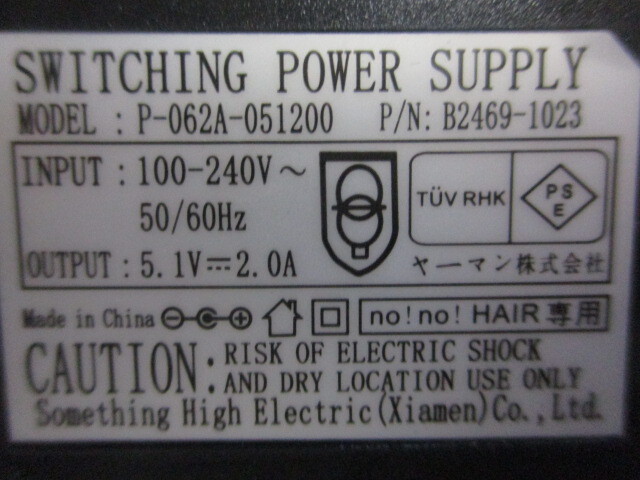 SWITCHING POWER SUPPLY
MODEL : P-062A-051200 P/N: B2469-1023
INPUT : 100-240V～
50/60Hz
OUTPUT : 5.1V⎓2.0A
TÜV RHK
PS
E
ヤーマン株式会社
Made in China
no!no! HAIR 専用
CAUTION: RISK OF ELECTRIC SHOCK
AND DRY LOCATION USE ONLY
Something High Electric(Xiamen)Co.,Ltd.